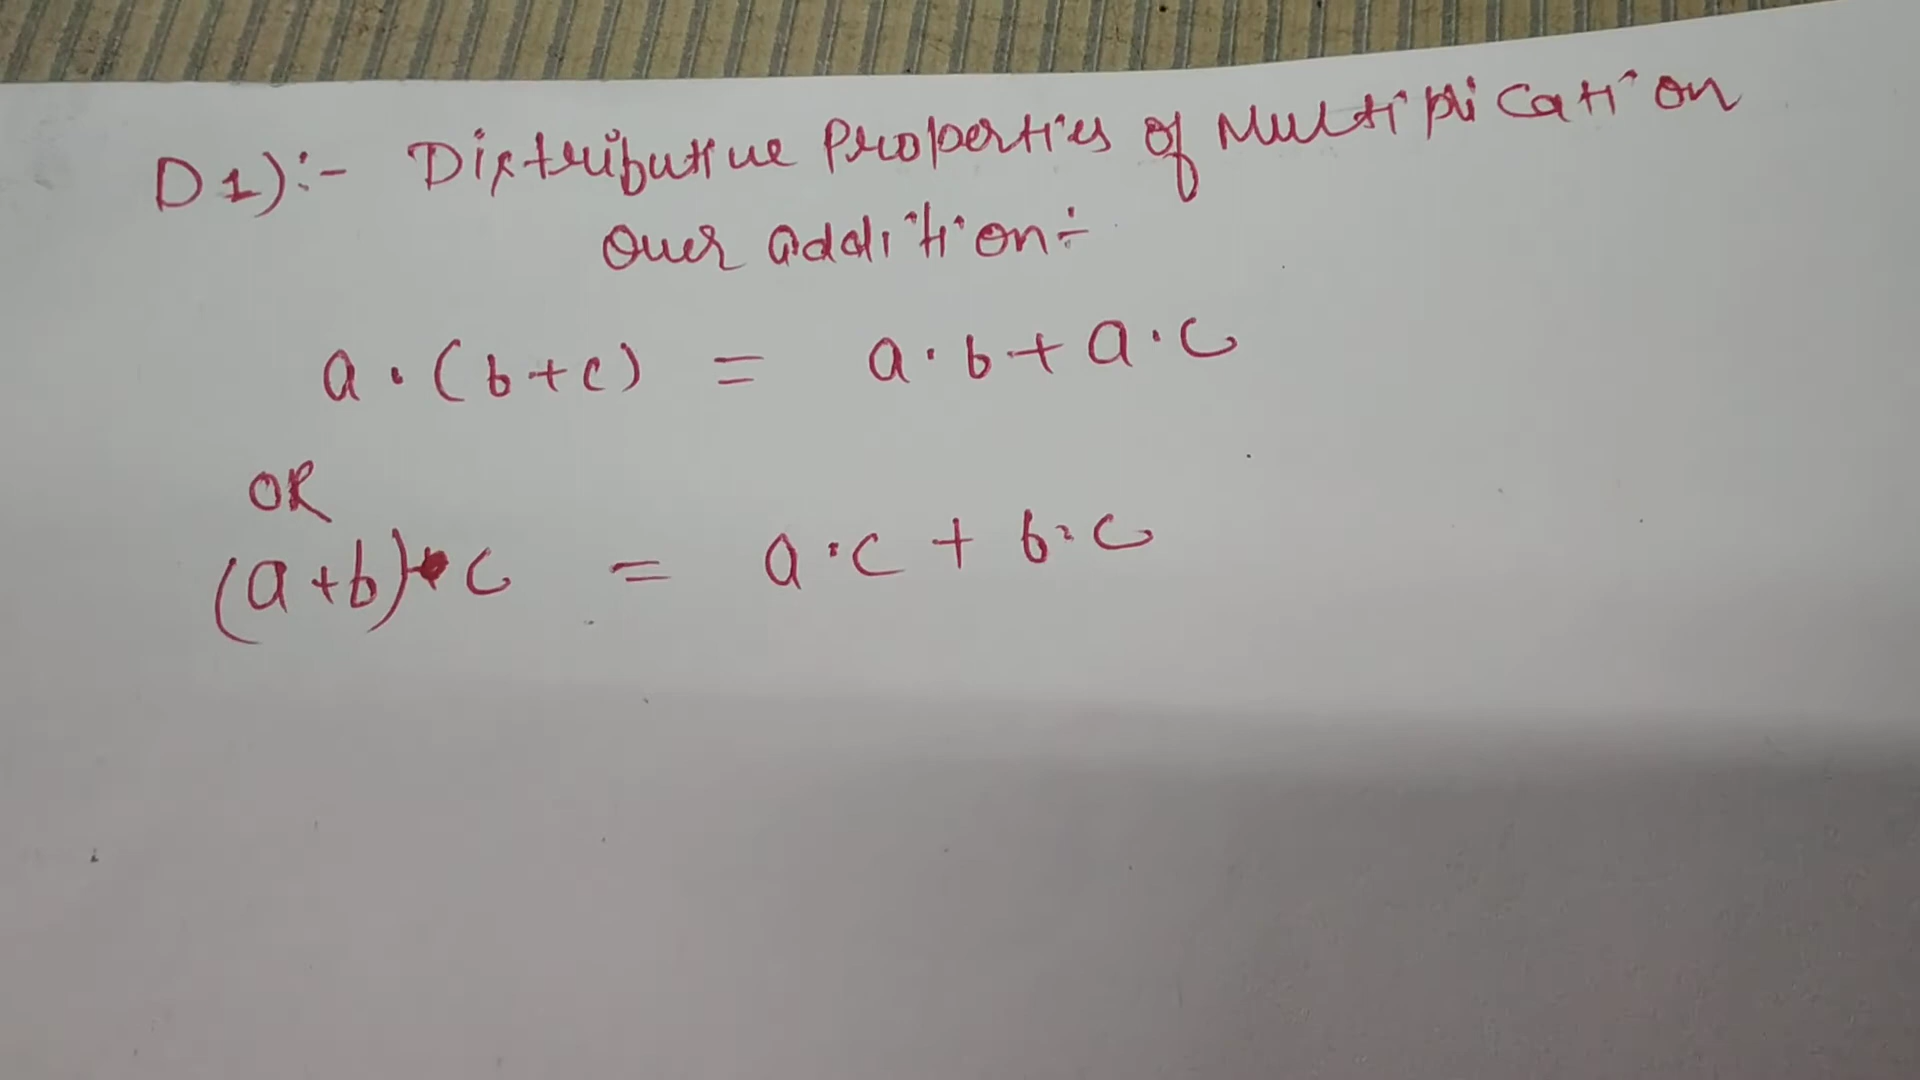 D1):- Distributive Properties of Multiplication
Over addition:-
a · (b+c) = a·b+a·c
OR
(a+b)·c = a·c + b·c